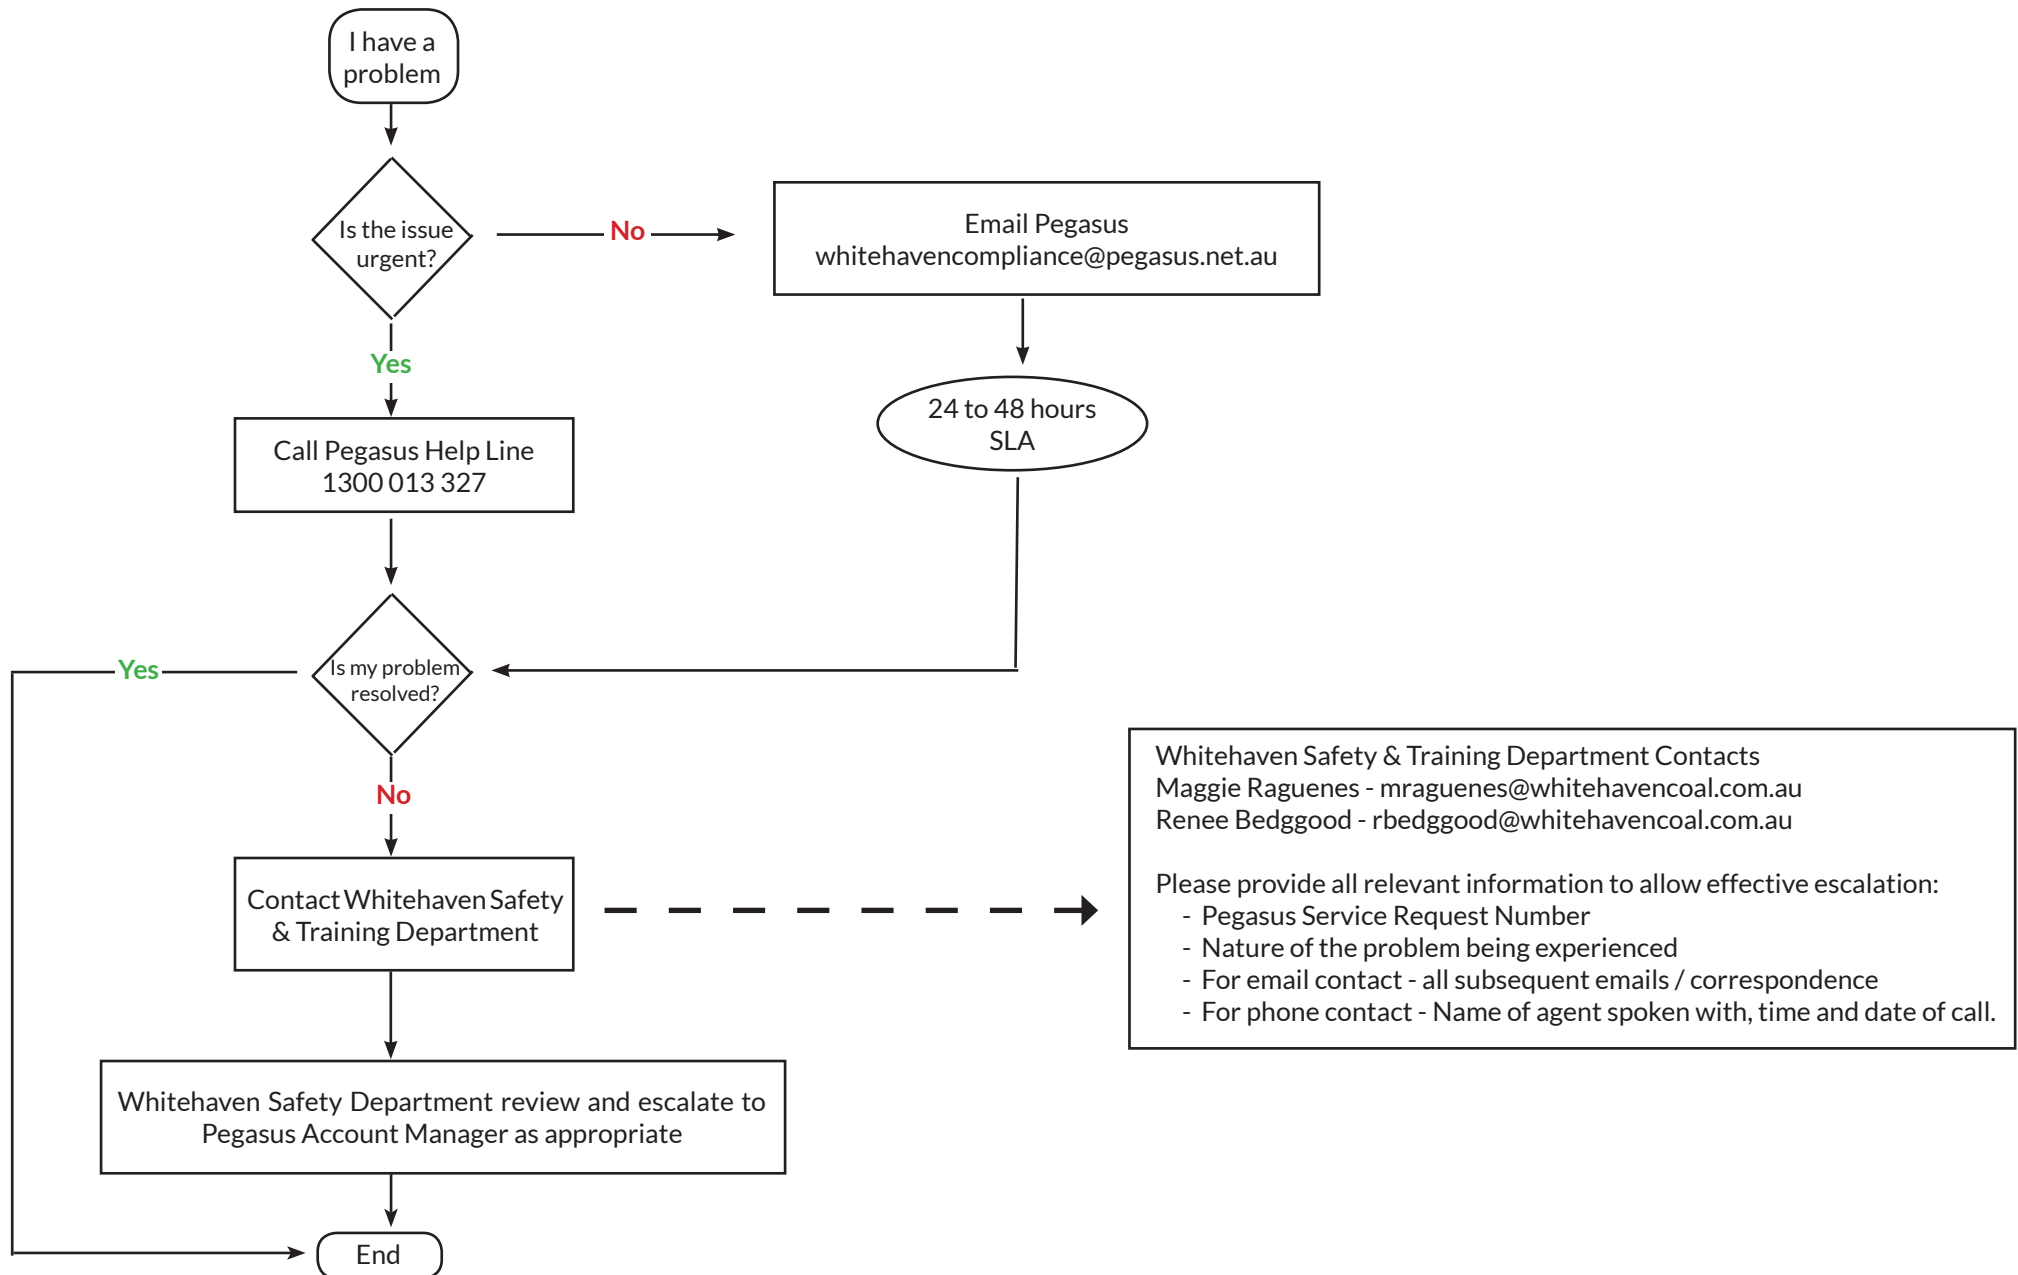 I have a
problem
Is the issue
urgent?
No
Email Pegasus
whitehavencompliance@pegasus.net.au
Yes
24 to 48 hours
SLA
Call Pegasus Help Line
1300 013 327
Is my problem
resolved?
Yes
No
Whitehaven Safety & Training Department Contacts
Maggie Raguenes - mraguenes@whitehavencoal.com.au
Renee Bedggood - rbedggood@whitehavencoal.com.au
Please provide all relevant information to allow effective escalation:
- Pegasus Service Request Number
- Nature of the problem being experienced
- For email contact - all subsequent emails / correspondence
- For phone contact - Name of agent spoken with, time and date of call.
Contact Whitehaven Safety
& Training Department
Whitehaven Safety Department review and escalate to
Pegasus Account Manager as appropriate
End